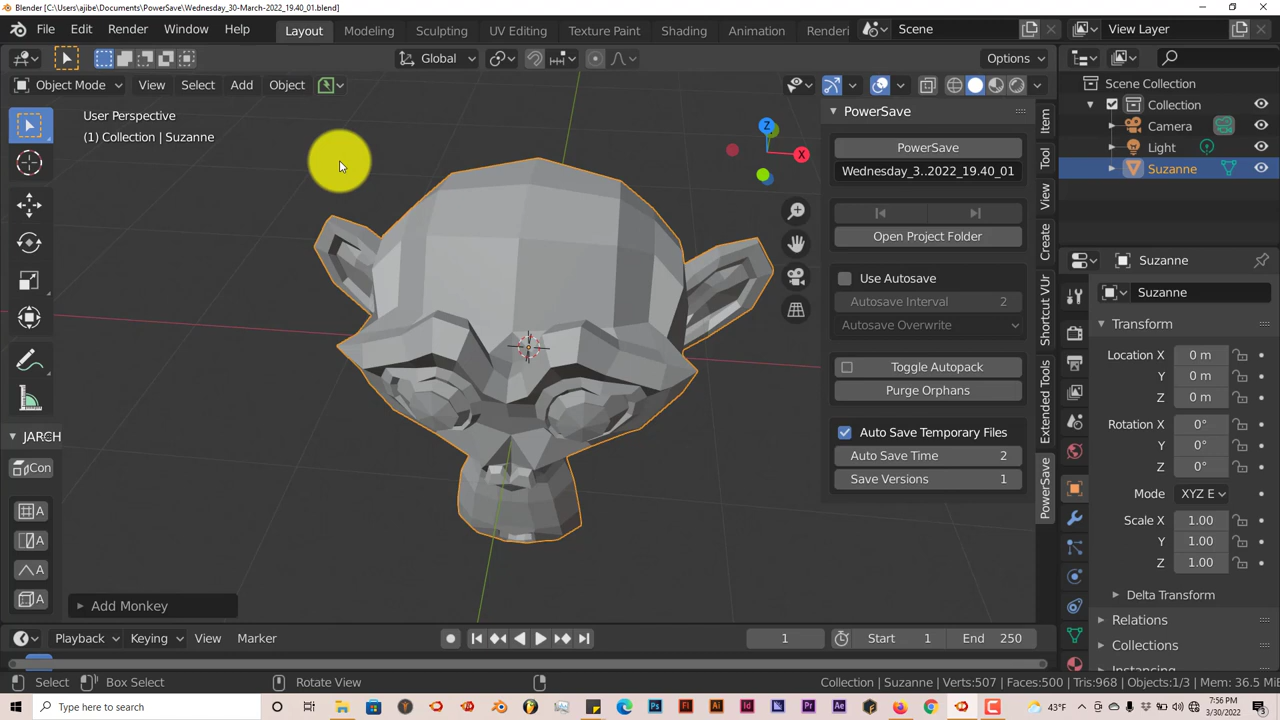 Blender [C:\Users\ajibe\Documents\PowerSave\Wednesday_30-March-2022_19.40_01.blend]
File Edit Render Window Help Layout Modeling Sculpting UV Editing Texture Paint Shading Animation Renderi Scene View Layer
Global Options
Object Mode View Select Add Object
User Perspective
(1) Collection | Suzanne
Z
X
PowerSave
PowerSave
Wednesday_3..2022_19.40_01
Open Project Folder
Use Autosave
Autosave Interval 2
Autosave Overwrite
Toggle Autopack
Purge Orphans
Auto Save Temporary Files
Auto Save Time 2
Save Versions 1
Item
Tool
View
Create
Shortcut VUr
Extended Tools
PowerSave
Scene Collection
Collection
Camera
Light
Suzanne
Suzanne
Suzanne
Transform
Location X 0 m
Y 0 m
Z 0 m
Rotation X 0°
Y 0°
Z 0°
Mode XYZ E
Scale X 1.00
Y 1.00
Z 1.00
Delta Transform
Relations
Collections
Instancing
JARCH
Con
A
A
A
A
Add Monkey
Playback Keying View Marker 1 Start 1 End 250
Select Box Select Rotate View Collection | Suzanne | Verts:507 | Faces:500 | Tris:968 | Objects:1/3 | Mem: 36.5 Mi
Type here to search 43°F 7:56 PM
3/30/2022